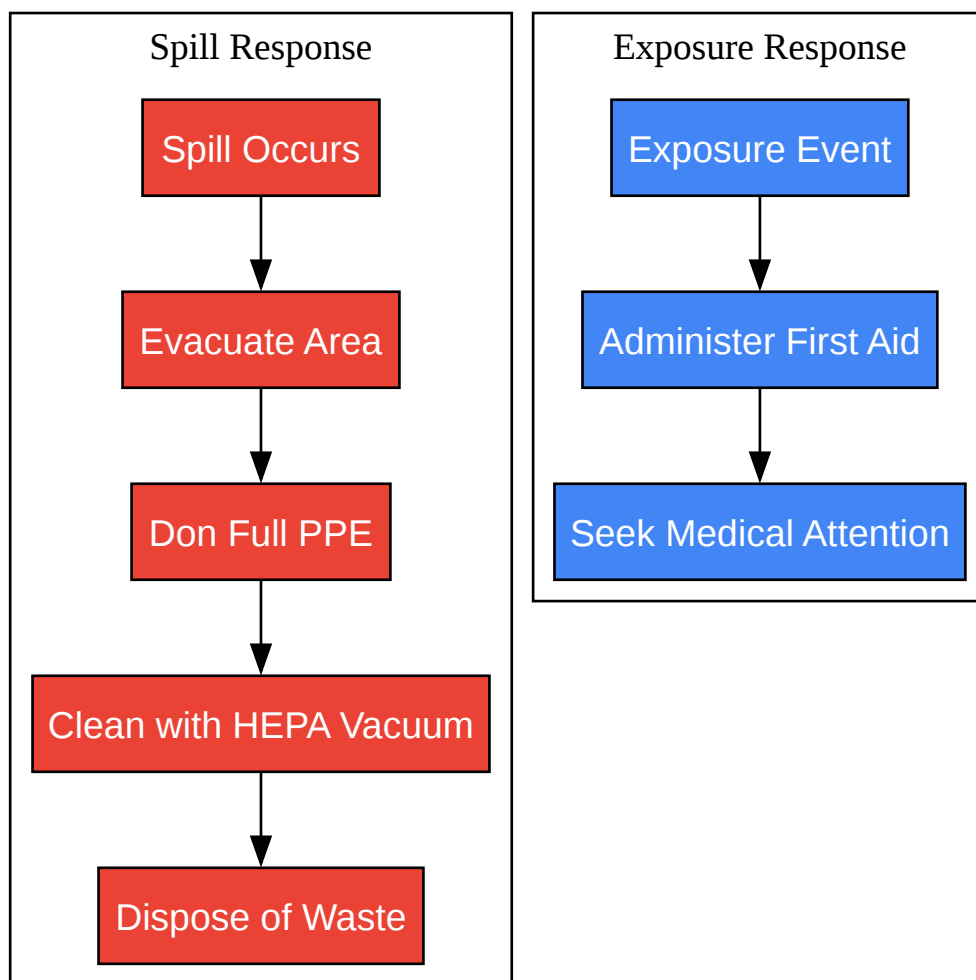 Spill Response
Spill Occurs
Evacuate Area
Don Full PPE
Clean with HEPA Vacuum
Dispose of Waste
Exposure Response
Exposure Event
Administer First Aid
Seek Medical Attention